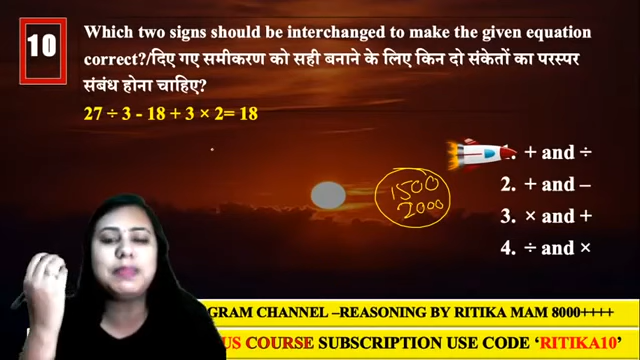 10
Which two signs should be interchanged to make the given equation
correct?/दिए गए समीकरण को सही बनाने के लिए किन दो संकेतों का परस्पर
संबंध होना चाहिए?
27 ÷ 3 - 18 + 3 × 2= 18
+ and ÷
2. + and –
3. × and +
4. ÷ and ×
1500
2000
GRAM CHANNEL –REASONING BY RITIKA MAM 8000++++
US COURSE SUBSCRIPTION USE CODE ‘RITIKA10’